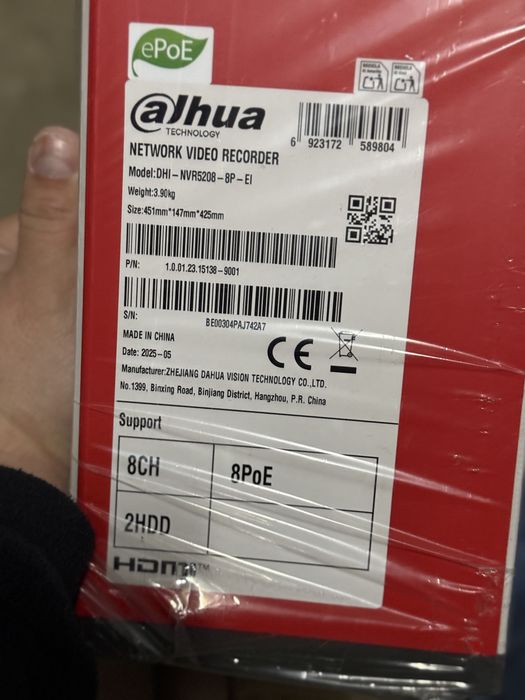 ePoE
alhua
TECHNOLOGY
6 923172 589804
NETWORK VIDEO RECORDER
Model:DHI-NVR5208-8P-EI
Weight:3.90kg
Size:451mm*147mm*425mm
P/N: 1.0.01.23.15138-9001
S/N: BE00304PAJ742A7
MADE IN CHINA
Date: 2025-05
CE
Manufacturer:ZHEJIANG DAHUA VISION TECHNOLOGY CO.,LTD.
No.1399, Binxing Road, Binjiang District, Hangzhou, P.R. China
Support
8CH 8PoE
2HDD